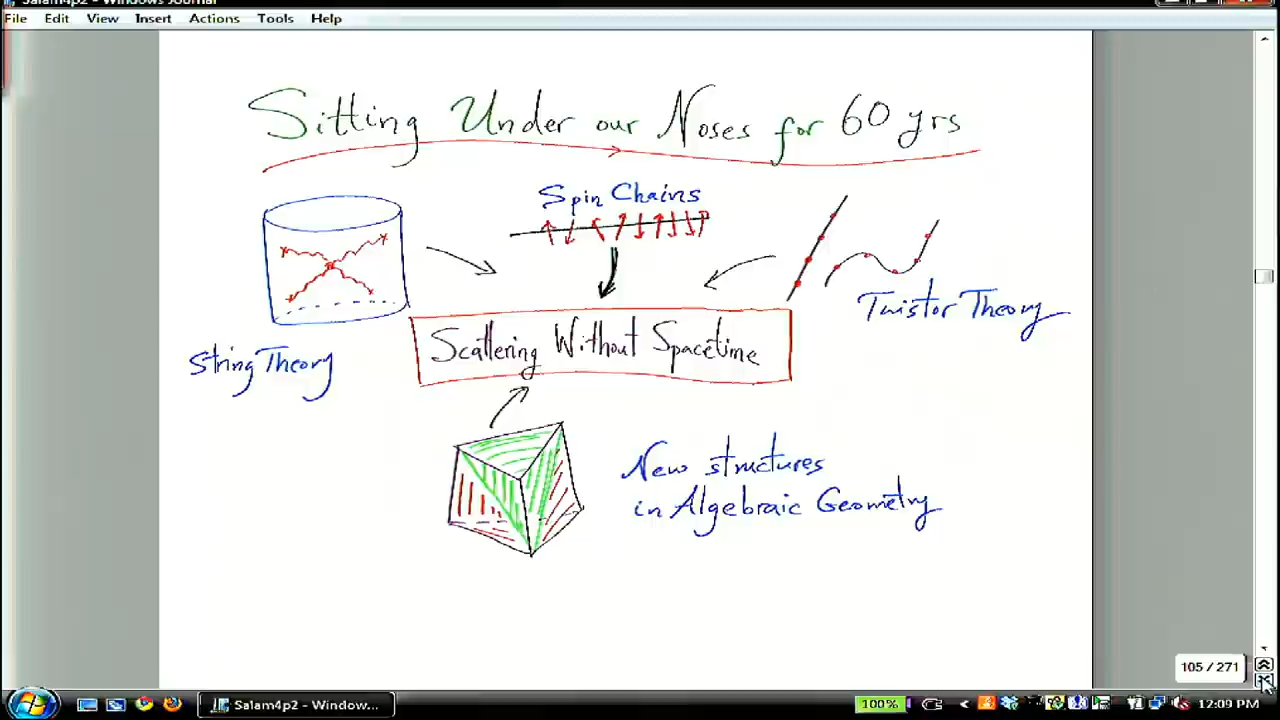 Salam4p2 - Windows Journal
File Edit View Insert Actions Tools Help
Sitting Under our Noses for 60 yrs
Spin Chains
Twistor Theory
Scattering Without Spacetime
String Theory
New structures
in Algebraic Geometry
105 / 271
Salam4p2 - Window...
100%
12:09 PM